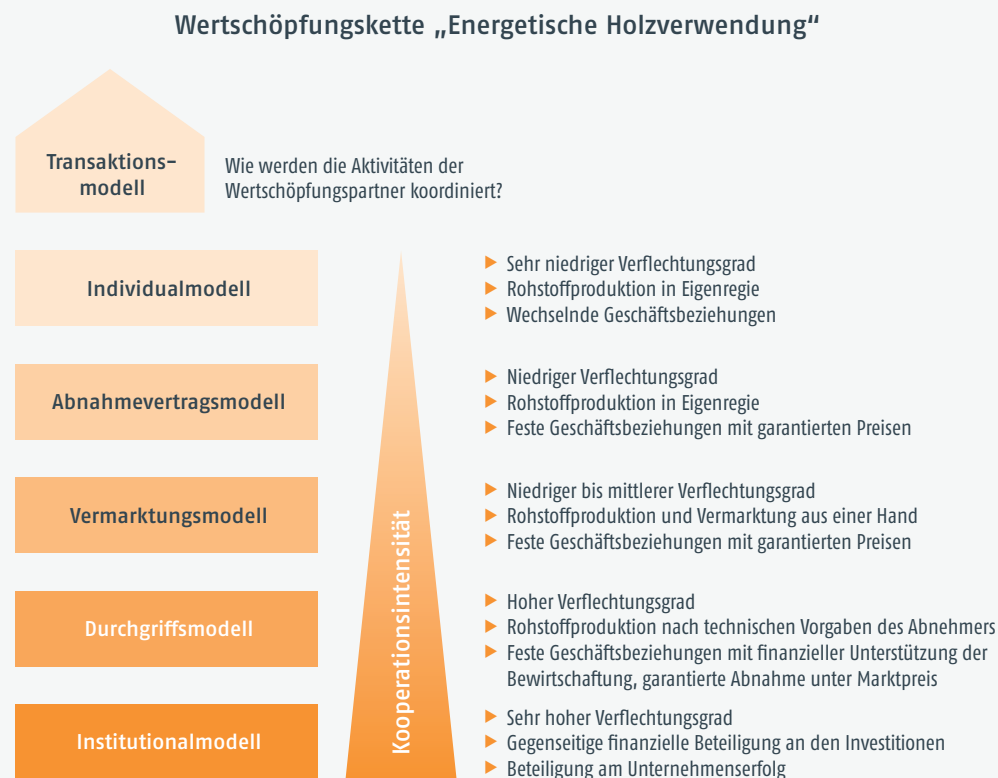 Wertschöpfungskette „Energetische Holzverwendung“
Transaktions-
modell
Wie werden die Aktivitäten der
Wertschöpfungspartner koordiniert?
Individualmodell
▶ Sehr niedriger Verflechtungsgrad
▶ Rohstoffproduktion in Eigenregie
▶ Wechselnde Geschäftsbeziehungen
Abnahmevertragsmodell
▶ Niedriger Verflechtungsgrad
▶ Rohstoffproduktion in Eigenregie
▶ Feste Geschäftsbeziehungen mit garantierten Preisen
Vermarktungsmodell
▶ Niedriger bis mittlerer Verflechtungsgrad
▶ Rohstoffproduktion und Vermarktung aus einer Hand
▶ Feste Geschäftsbeziehungen mit garantierten Preisen
Durchgriffsmodell
▶ Hoher Verflechtungsgrad
▶ Rohstoffproduktion nach technischen Vorgaben des Abnehmers
▶ Feste Geschäftsbeziehungen mit finanzieller Unterstützung der
Bewirtschaftung, garantierte Abnahme unter Marktpreis
Institutionalmodell
▶ Sehr hoher Verflechtungsgrad
▶ Gegenseitige finanzielle Beteiligung an den Investitionen
▶ Beteiligung am Unternehmenserfolg
Kooperationsintensität